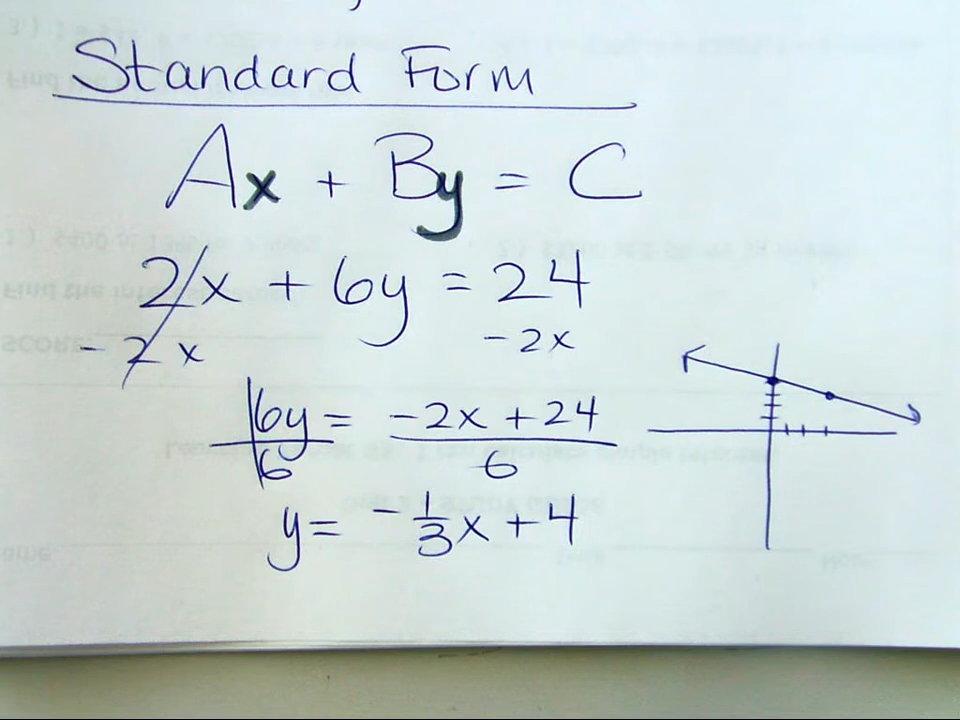 Standard Form
Ax + By = C
2x + 6y = 24
- 2x - 2x
6y = -2x + 24
6 6
y = -1/3x + 4